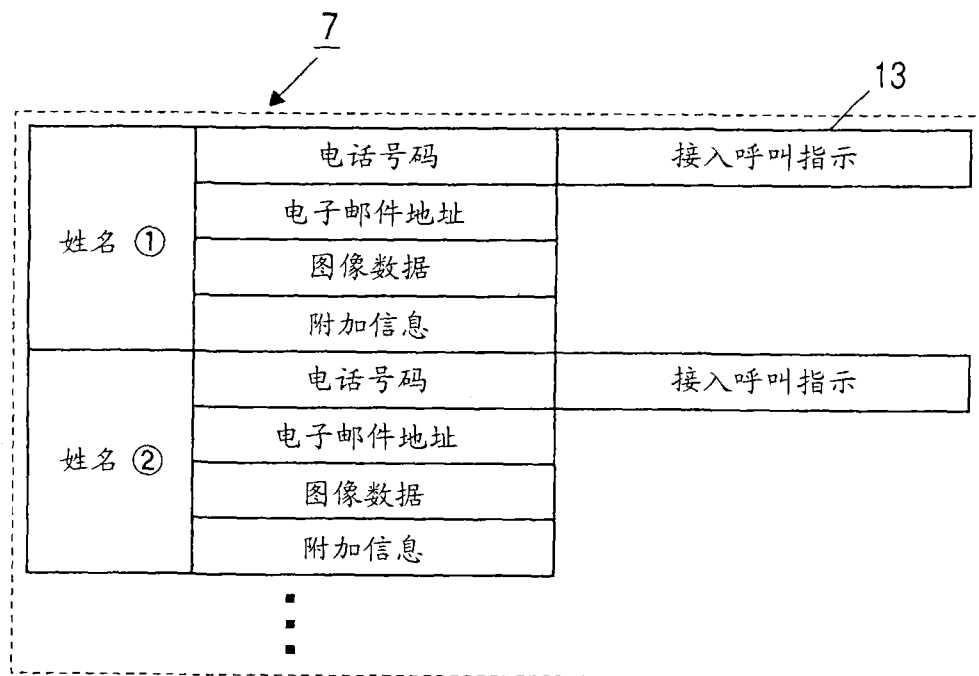 7
13
电话号码 接入呼叫指示
电子邮件地址
姓名 ①
图像数据
附加信息
电话号码 接入呼叫指示
电子邮件地址
姓名 ②
图像数据
附加信息